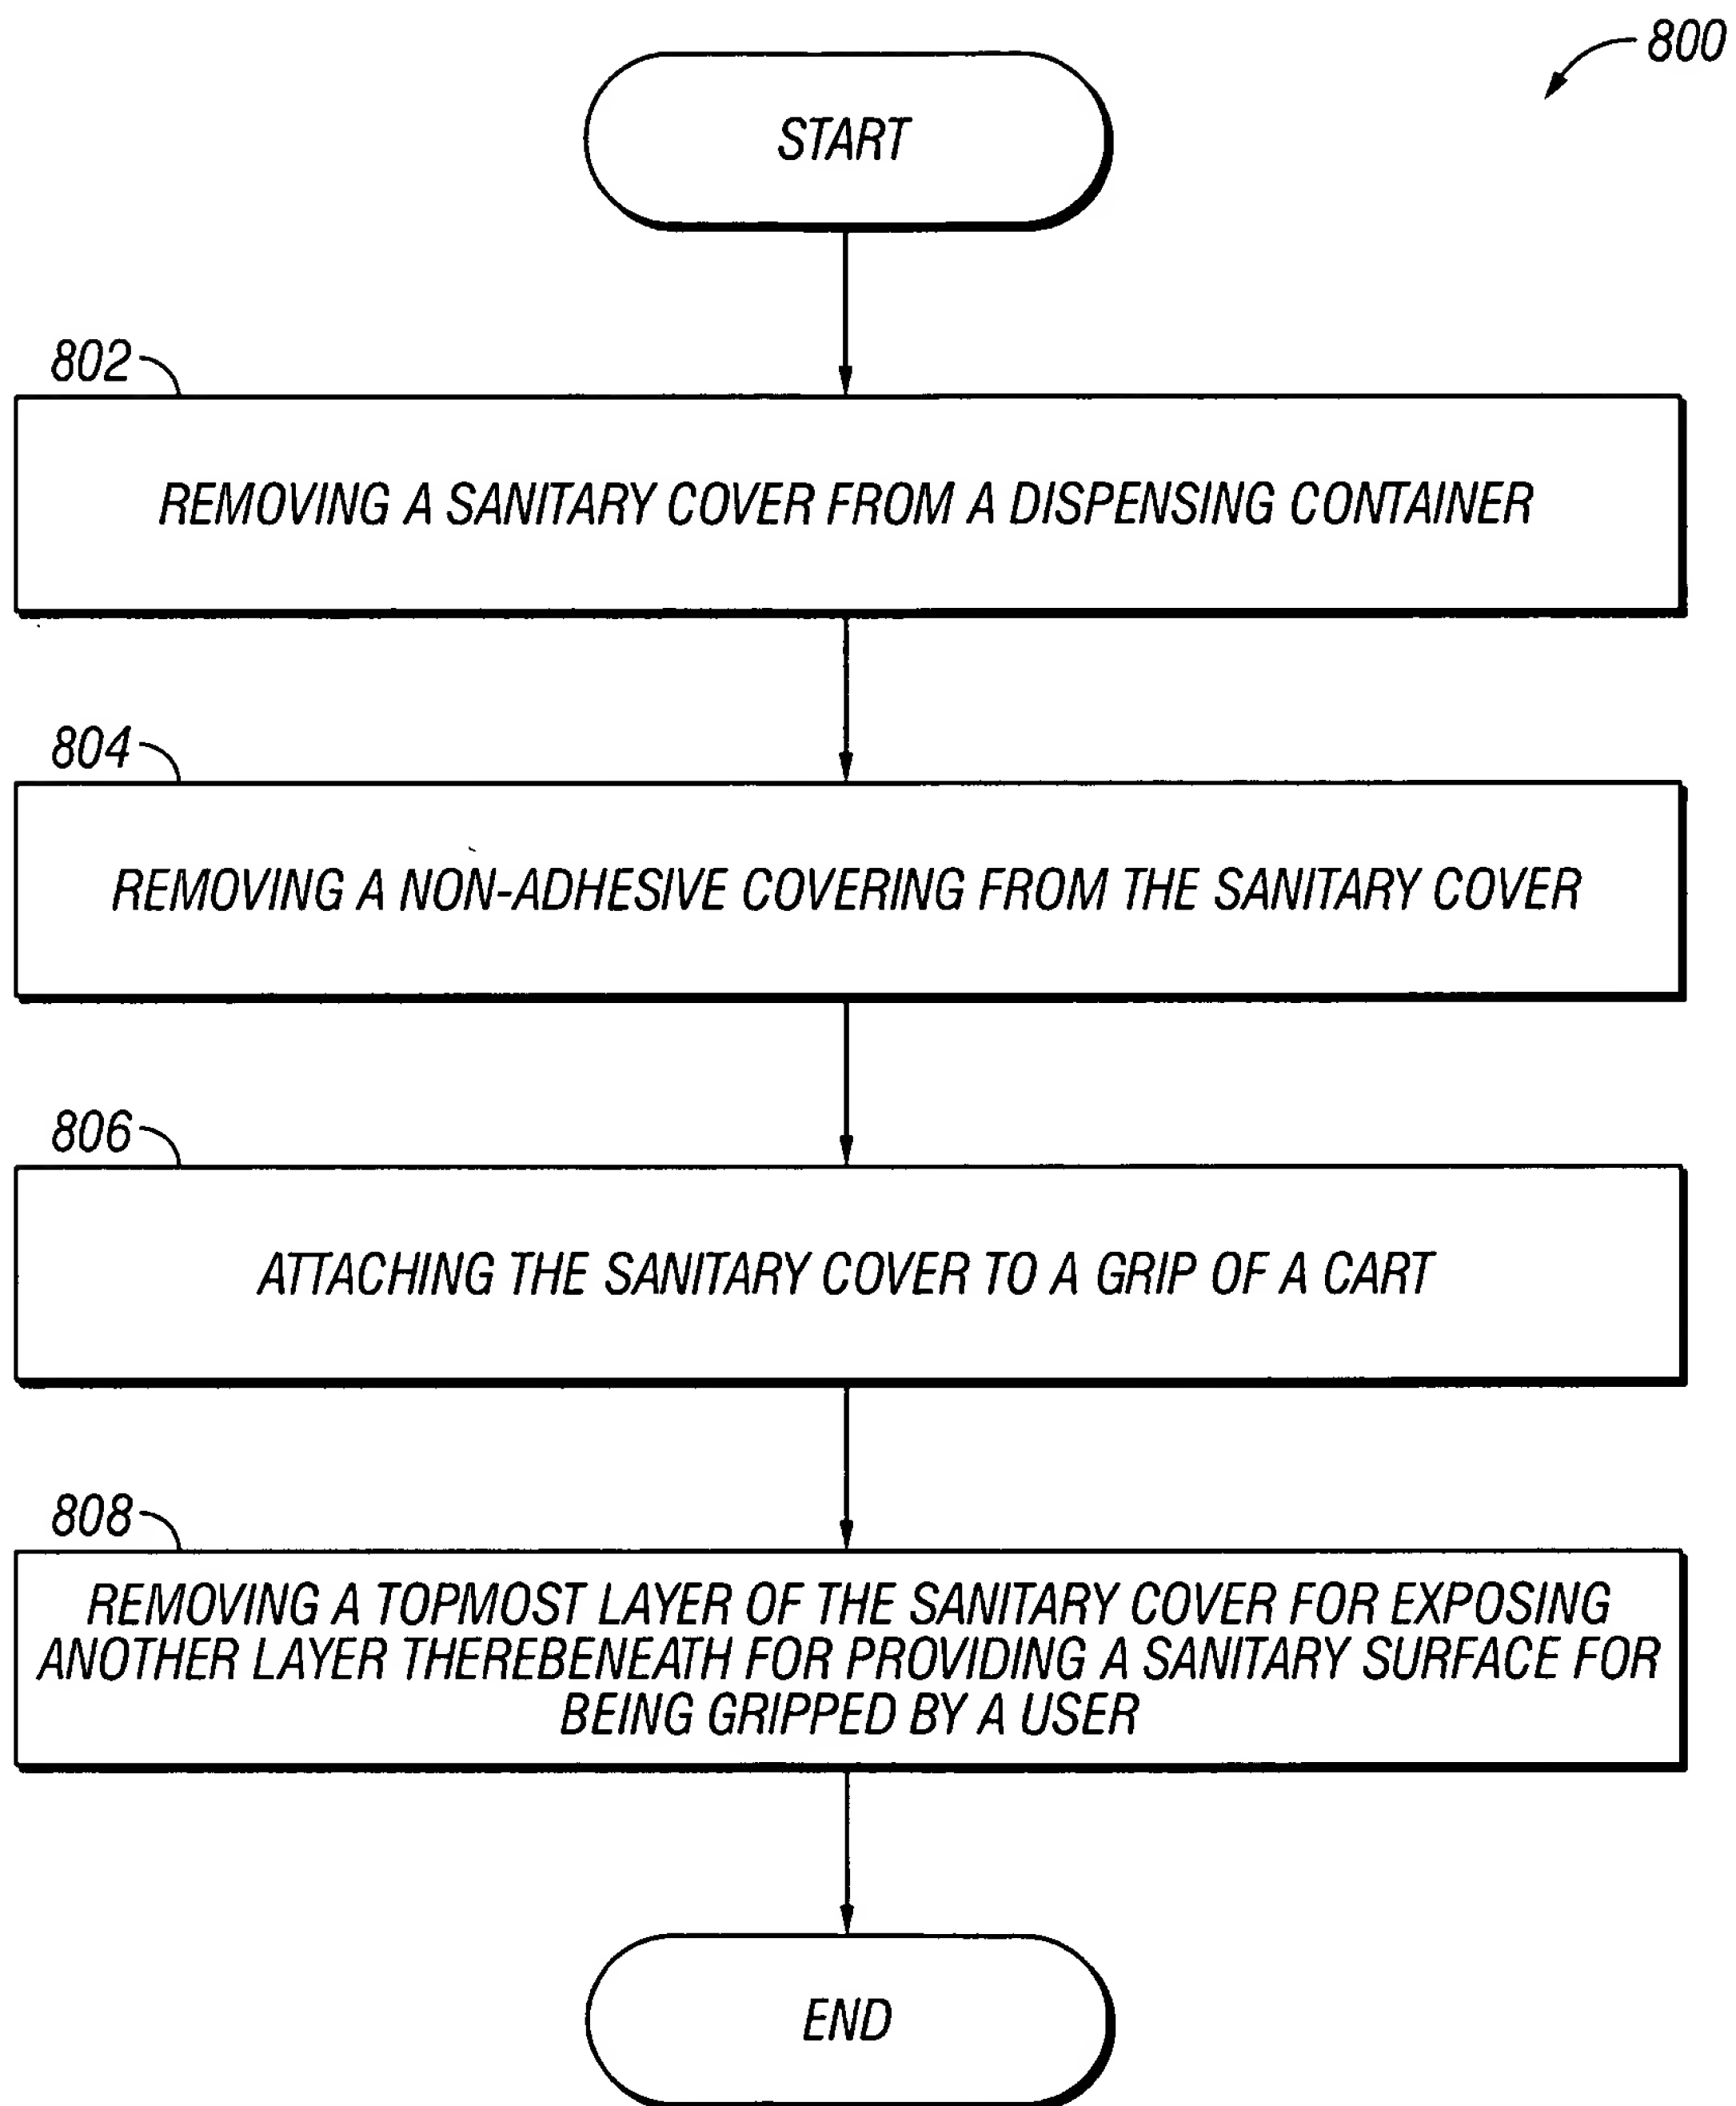 800
START
802
REMOVING A SANITARY COVER FROM A DISPENSING CONTAINER
804
REMOVING A NON-ADHESIVE COVERING FROM THE SANITARY COVER
806
ATTACHING THE SANITARY COVER TO A GRIP OF A CART
808
REMOVING A TOPMOST LAYER OF THE SANITARY COVER FOR EXPOSING
ANOTHER LAYER THEREBENEATH FOR PROVIDING A SANITARY SURFACE FOR
BEING GRIPPED BY A USER
END